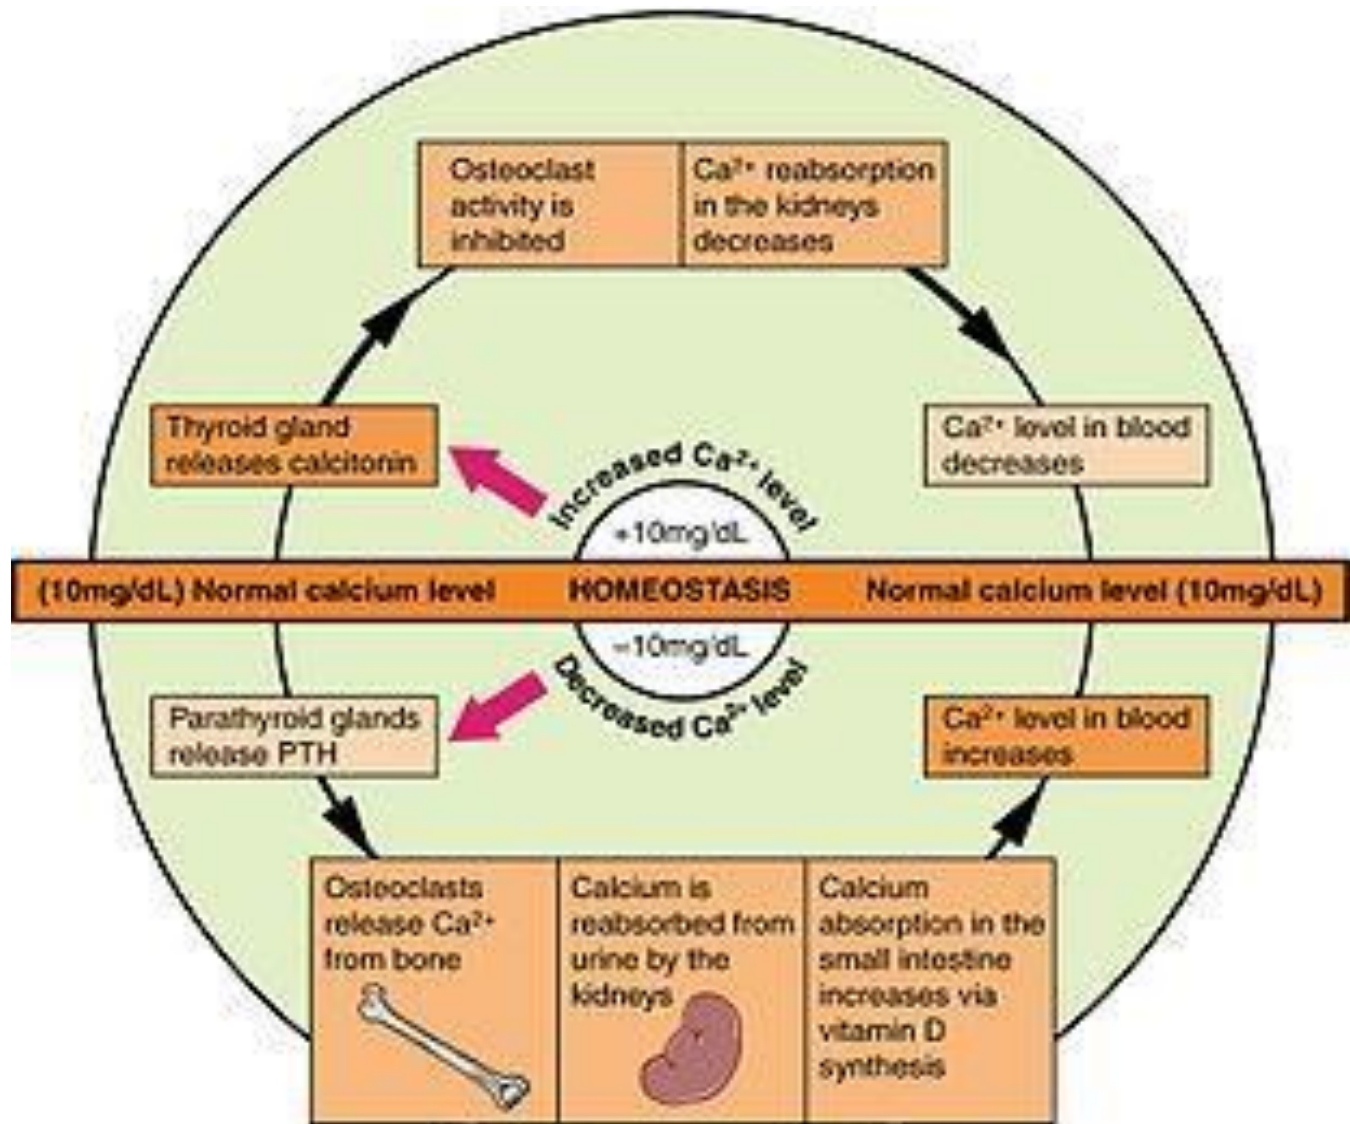 Osteoclast
activity is
inhibited
Ca²⁺ reabsorption
in the kidneys
decreases
Thyroid gland
releases calcitonin
Ca²⁺ level in blood
decreases
Increased Ca²⁺ level
+10mg/dL
(10mg/dL) Normal calcium level
HOMEOSTASIS
Normal calcium level (10mg/dL)
−10mg/dL
Decreased Ca²⁺ level
Parathyroid glands
release PTH
Ca²⁺ level in blood
increases
Osteoclasts
release Ca²⁺
from bone
Calcium is
reabsorbed from
urine by the
kidneys
Calcium
absorption in the
small intestine
increases via
vitamin D
synthesis